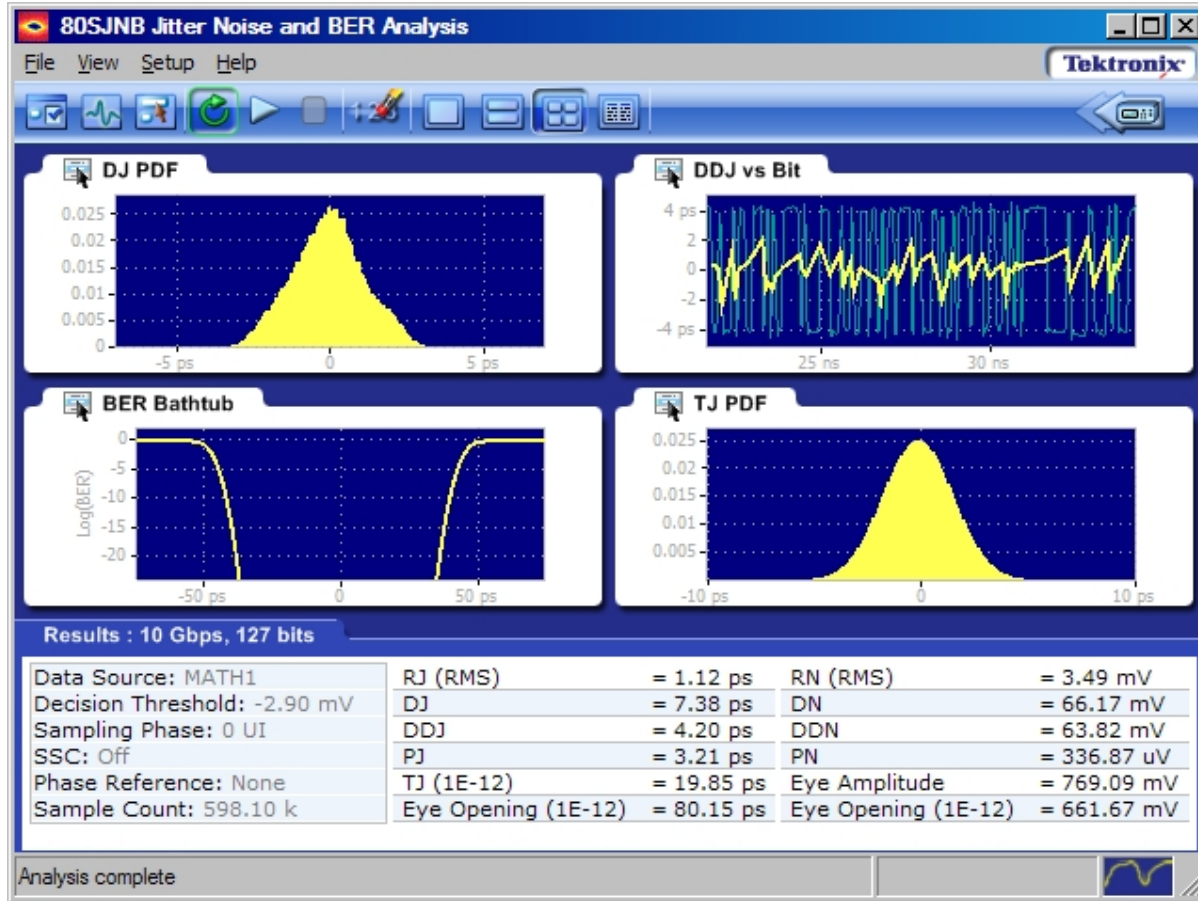 80SJNB Jitter Noise and BER Analysis
File View Setup Help
Tektronix
DJ PDF
0.025
0.02
0.015
0.01
0.005
0
-5 ps 0 5 ps
DDJ vs Bit
4 ps
2
0
-2
-4 ps
25 ns 30 ns
BER Bathtub
Log(BER)
0
-5
-10
-15
-20
-50 ps 0 50 ps
TJ PDF
0.025
0.02
0.015
0.01
0.005
-10 ps 0 10 ps
Results : 10 Gbps, 127 bits
Data Source: MATH1
Decision Threshold: -2.90 mV
Sampling Phase: 0 UI
SSC: Off
Phase Reference: None
Sample Count: 598.10 k
RJ (RMS) = 1.12 ps
DJ = 7.38 ps
DDJ = 4.20 ps
PJ = 3.21 ps
TJ (1E-12) = 19.85 ps
Eye Opening (1E-12) = 80.15 ps
RN (RMS) = 3.49 mV
DN = 66.17 mV
DDN = 63.82 mV
PN = 336.87 uV
Eye Amplitude = 769.09 mV
Eye Opening (1E-12) = 661.67 mV
Analysis complete